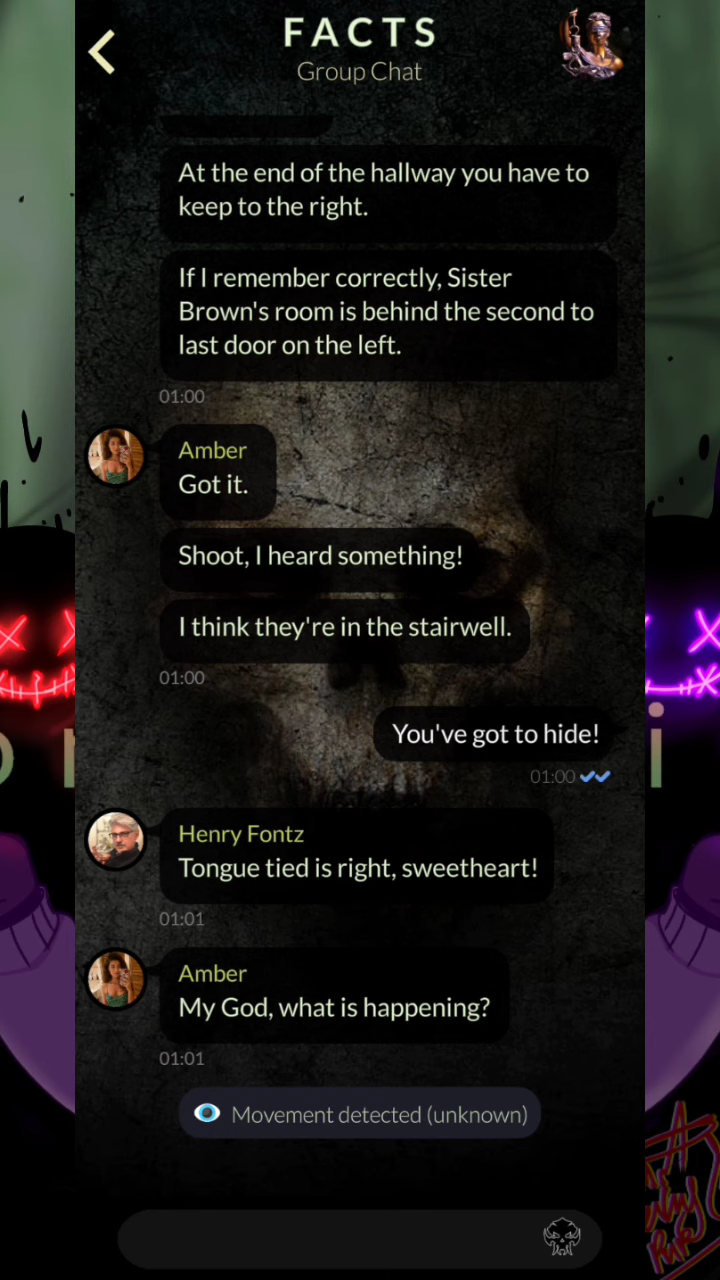 FACTS
Group Chat
At the end of the hallway you have to
keep to the right.
If I remember correctly, Sister
Brown's room is behind the second to
last door on the left.
01:00
Amber
Got it.
Shoot, I heard something!
I think they're in the stairwell.
01:00
You've got to hide!
01:00
Henry Fontz
Tongue tied is right, sweetheart!
01:01
Amber
My God, what is happening?
01:01
Movement detected (unknown)